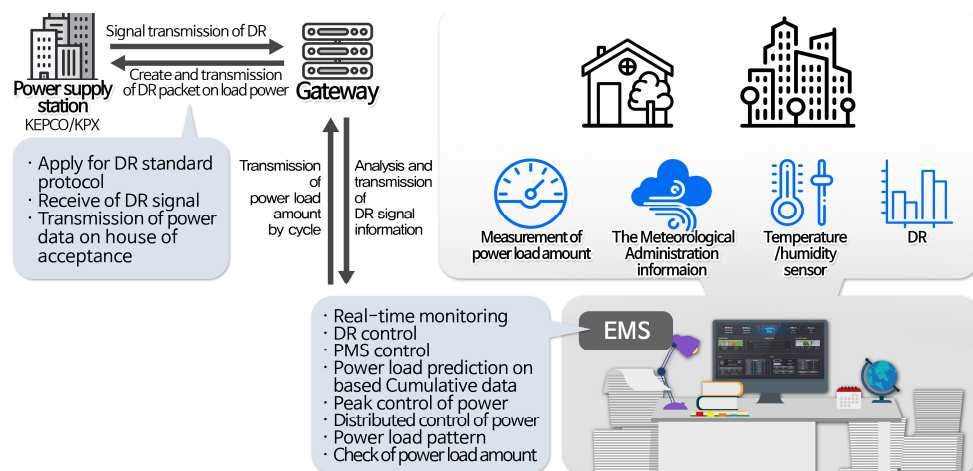 Signal transmission of DR
Create and transmission
of DR packet on load power
Power supply
station
KEPCO/KPX
Gateway
· Apply for DR standard
protocol
· Receive of DR signal
· Transmission of power
data on house of
acceptance
Transmission
of
power load
amount
by cycle
Analysis and
transmission
of
DR signal
information
Measurement of
power load amount
The Meteorological
Administration
informaion
Temperature
/humidity
sensor
DR
· Real-time monitoring
· DR control
· PMS control
· Power load prediction on
based Cumulative data
· Peak control of power
· Distributed control of power
· Power load pattern
· Check of power load amount
EMS